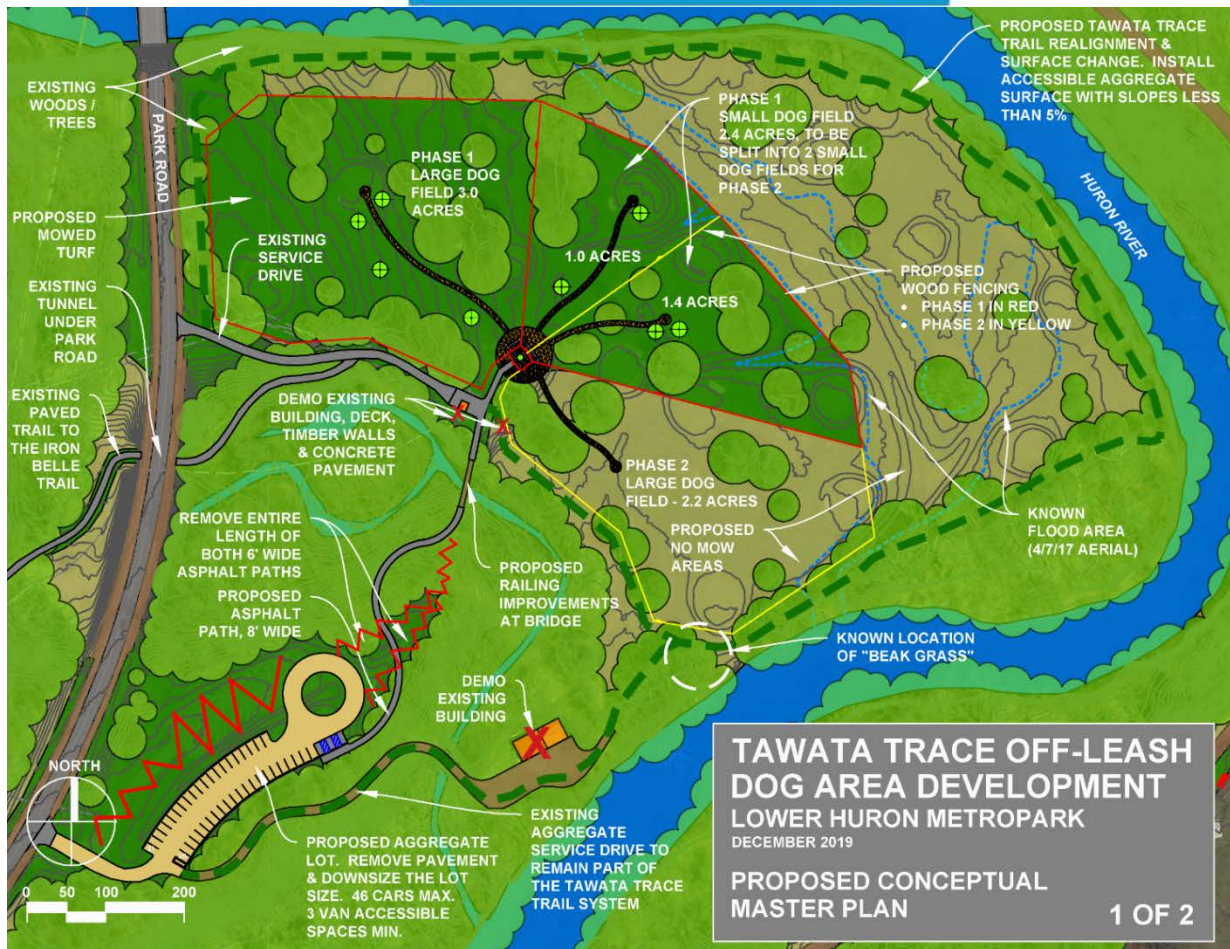 EXISTING
WOODS /
TREES
PROPOSED
MOWED
TURF
EXISTING
TUNNEL
UNDER
PARK
ROAD
EXISTING
PAVED
TRAIL TO
THE IRON
BELLE
TRAIL
PARK ROAD
EXISTING
SERVICE
DRIVE
PHASE 1
LARGE DOG
FIELD 3.0
ACRES
PHASE 1
SMALL DOG FIELD
2.4 ACRES, TO BE
SPLIT INTO 2 SMALL
DOG FIELDS FOR
PHASE 2
1.0 ACRES
1.4 ACRES
PROPOSED TAWATA TRACE
TRAIL REALIGNMENT &
SURFACE CHANGE. INSTALL
ACCESSIBLE AGGREGATE
SURFACE WITH SLOPES LESS
THAN 5%
HURON RIVER
PROPOSED
WOOD FENCING
• PHASE 1 IN RED
• PHASE 2 IN YELLOW
DEMO EXISTING
BUILDING, DECK,
TIMBER WALLS
& CONCRETE
PAVEMENT
PHASE 2
LARGE DOG
FIELD - 2.2 ACRES
PROPOSED
NO MOW
AREAS
KNOWN
FLOOD AREA
(4/7/17 AERIAL)
REMOVE ENTIRE
LENGTH OF
BOTH 6' WIDE
ASPHALT PATHS
PROPOSED
ASPHALT
PATH, 8' WIDE
PROPOSED
RAILING
IMPROVEMENTS
AT BRIDGE
KNOWN LOCATION
OF "BEAK GRASS"
DEMO
EXISTING
BUILDING
NORTH
0 50 100 200
PROPOSED AGGREGATE
LOT. REMOVE PAVEMENT
& DOWNSIZE THE LOT
SIZE. 46 CARS MAX.
3 VAN ACCESSIBLE
SPACES MIN.
EXISTING
AGGREGATE
SERVICE DRIVE TO
REMAIN PART OF
THE TAWATA TRACE
TRAIL SYSTEM
TAWATA TRACE OFF-LEASH
DOG AREA DEVELOPMENT
LOWER HURON METROPARK
DECEMBER 2019
PROPOSED CONCEPTUAL
MASTER PLAN
1 OF 2